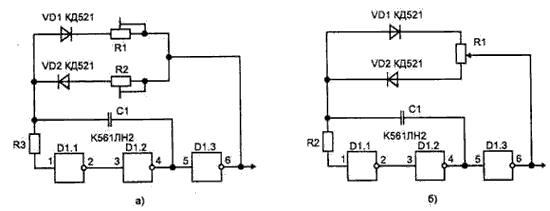 VD1 КД521
R1
VD2 КД521
R2
C1
К561ЛН2
R3
D1.1
D1.2
D1.3
1
2
3
4
5
6
а)
VD1 КД521
R1
VD2 КД521
C1
К561ЛН2
R2
D1.1
D1.2
D1.3
1
2
3
4
5
6
б)